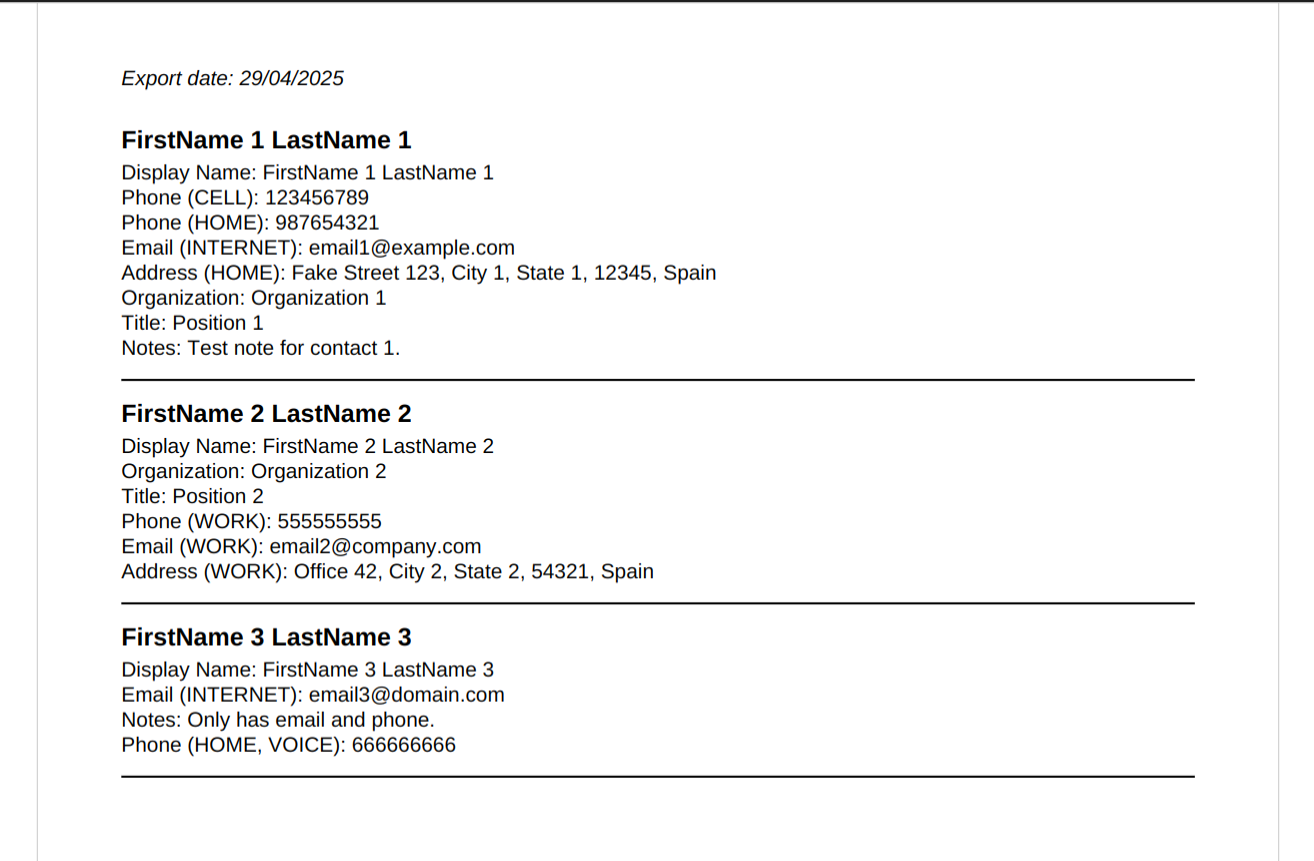 Export date: 29/04/2025
FirstName 1 LastName 1
Display Name: FirstName 1 LastName 1
Phone (CELL): 123456789
Phone (HOME): 987654321
Email (INTERNET): email1@example.com
Address (HOME): Fake Street 123, City 1, State 1, 12345, Spain
Organization: Organization 1
Title: Position 1
Notes: Test note for contact 1.
FirstName 2 LastName 2
Display Name: FirstName 2 LastName 2
Organization: Organization 2
Title: Position 2
Phone (WORK): 555555555
Email (WORK): email2@company.com
Address (WORK): Office 42, City 2, State 2, 54321, Spain
FirstName 3 LastName 3
Display Name: FirstName 3 LastName 3
Email (INTERNET): email3@domain.com
Notes: Only has email and phone.
Phone (HOME, VOICE): 666666666